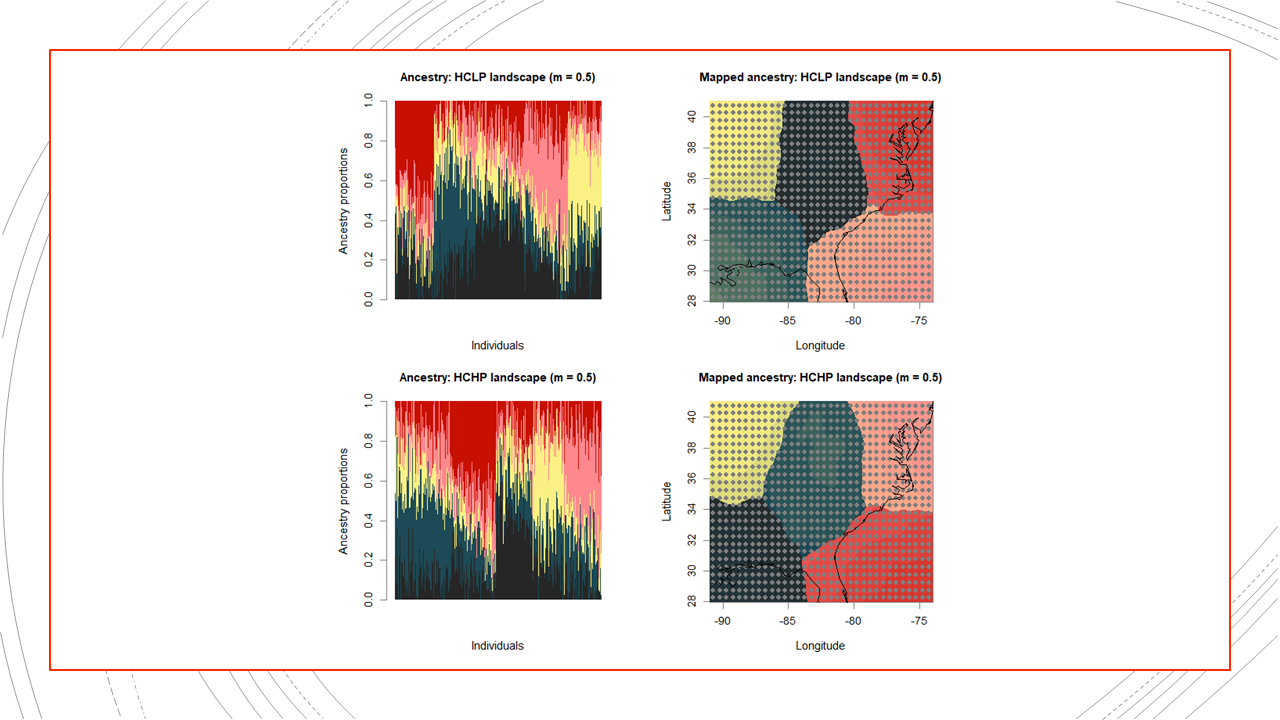 Ancestry: HCLP landscape (m = 0.5)
Ancestry proportions
1.0
0.8
0.6
0.4
0.2
0.0
Individuals
Mapped ancestry: HCLP landscape (m = 0.5)
Latitude
40
38
36
34
32
30
28
-90 -85 -80 -75
Longitude
Ancestry: HCHP landscape (m = 0.5)
Ancestry proportions
1.0
0.8
0.6
0.4
0.2
0.0
Individuals
Mapped ancestry: HCHP landscape (m = 0.5)
Latitude
40
38
36
34
32
30
28
-90 -85 -80 -75
Longitude